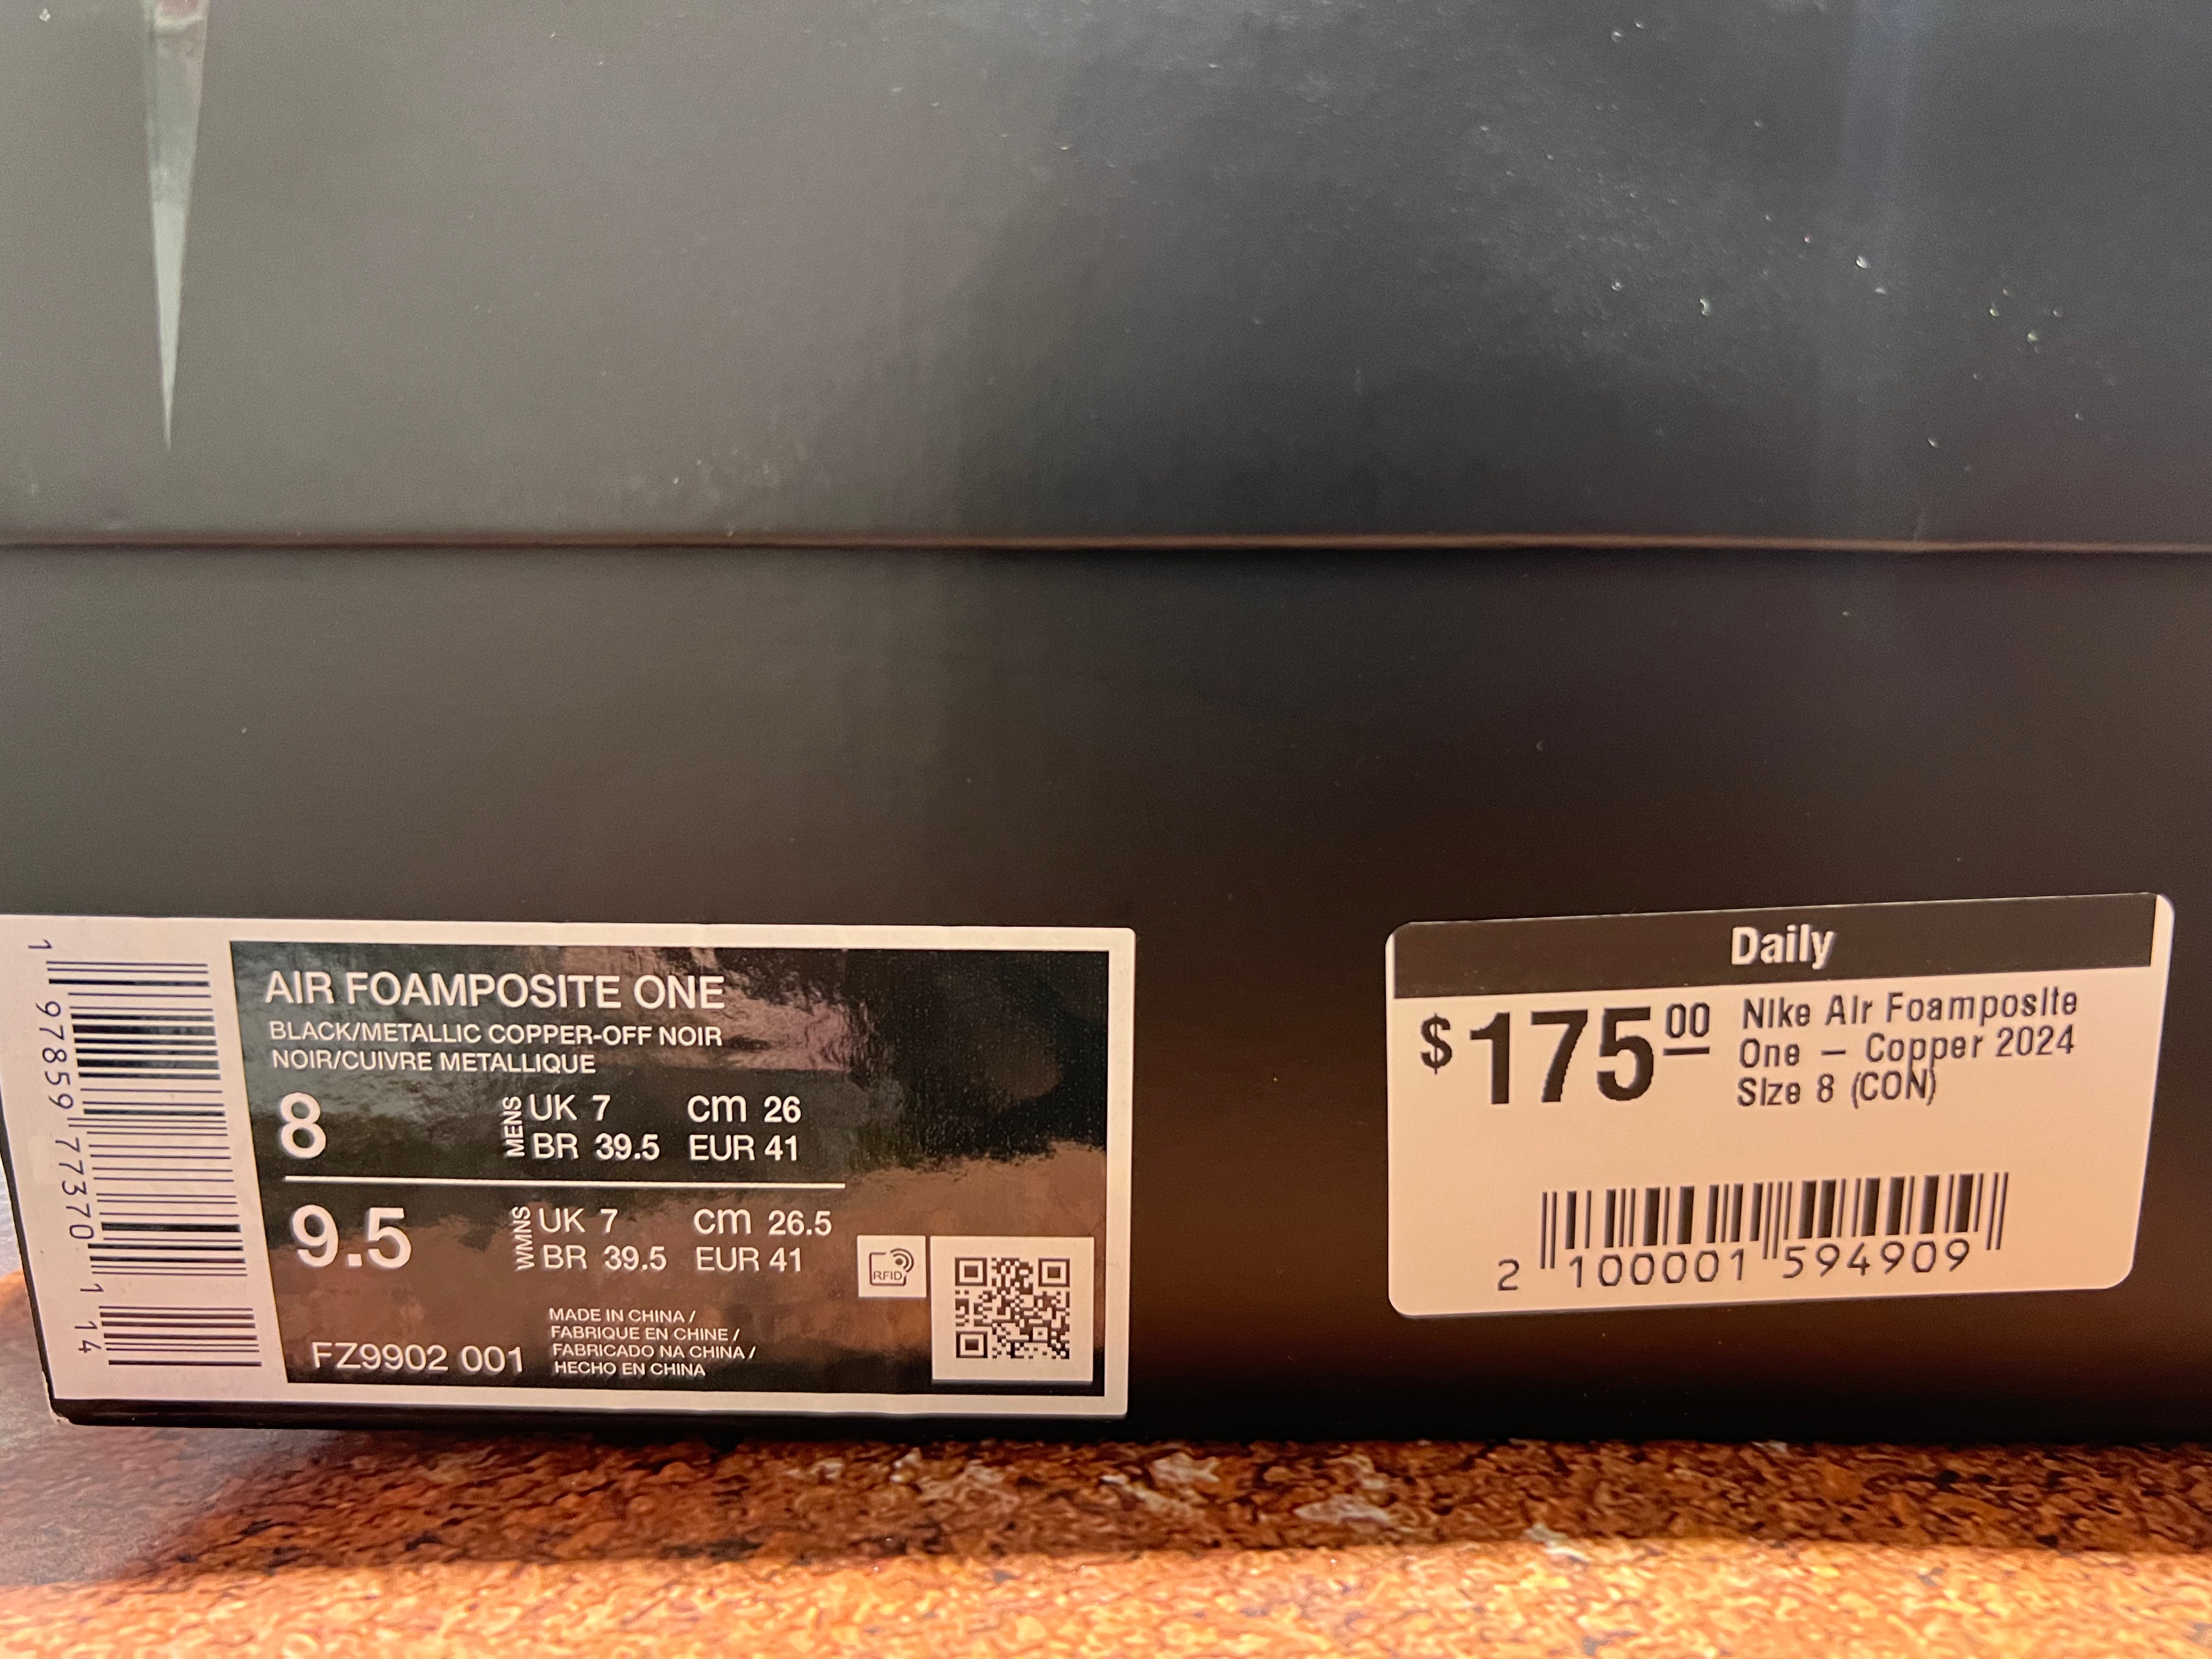 AIR FOAMPOSITE ONE
BLACK/METALLIC COPPER-OFF NOIR
NOIR/CUIVRE METALLIQUE
8
MENS
UK 7 cm 26
BR 39.5 EUR 41
9.5
WMNS
UK 7 cm 26.5
BR 39.5 EUR 41
RFID
FZ9902 001
MADE IN CHINA /
FABRIQUE EN CHINE /
FABRICADO NA CHINA /
HECHO EN CHINA
1 97859 77370 1 14
Daily
$175.00
Nike Air Foamposite
One – Copper 2024
Size 8 (CON)
2 100001 594909